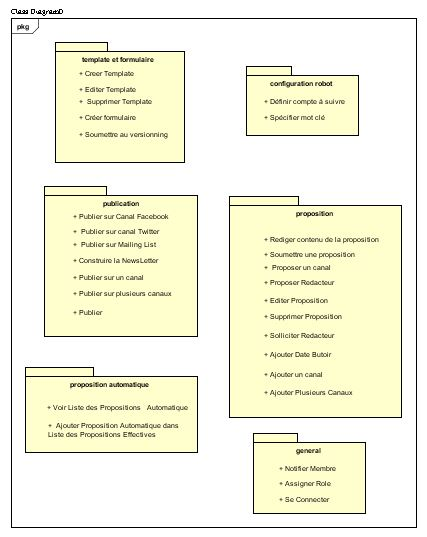 Class Diagram0
pkg
template et formulaire
+ Creer Template
+ Editer Template
+ Supprimer Template
+ Créer formulaire
+ Soumettre au versionning
configuration robot
+ Définir compte à suivre
+ Spécifier mot clé
publication
+ Publier sur Canal Facebook
+ Publier sur canal Twitter
+ Publier sur Mailing List
+ Construire la NewsLetter
+ Publier sur un canal
+ Publier sur plusieurs canaux
+ Publier
proposition
+ Rediger contenu de la proposition
+ Soumettre une proposition
+ Proposer un canal
+ Proposer Redacteur
+ Editer Proposition
+ Supprimer Proposition
+ Solliciter Redacteur
+ Ajouter Date Butoir
+ Ajouter un canal
+ Ajouter Plusieurs Canaux
proposition automatique
+ Voir Liste des Propositions Automatique
+ Ajouter Proposition Automatique dans
Liste des Propositions Effectives
general
+ Notifier Membre
+ Assigner Role
+ Se Connecter